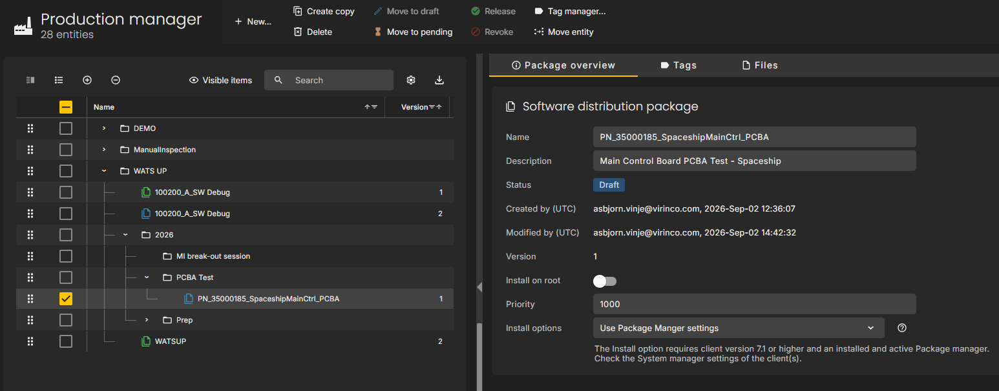 Production manager
28 entities
New...
Create copy
Delete
Move to draft
Move to pending
Release
Revoke
Tag manager...
Move entity
Visible items
Search
Name
Version
DEMO
ManualInspection
WATS UP
100200_A_SW Debug 1
100200_A_SW Debug 2
2026
MI break-out session
PCBA Test
PN_35000185_SpaceshipMainCtrl_PCBA 1
Prep
WATSUP 2
Package overview
Tags
Files
Software distribution package
Name PN_35000185_SpaceshipMainCtrl_PCBA
Description Main Control Board PCBA Test - Spaceship
Status Draft
Created by (UTC) asbjorn.vinje@virinco.com, 2026-Sep-02 12:36:07
Modified by (UTC) asbjorn.vinje@virinco.com, 2026-Sep-02 14:42:32
Version 1
Install on root
Priority 1000
Install options Use Package Manger settings
The Install option requires client version 7.1 or higher and an installed and active Package manager.
Check the System manager settings of the client(s).